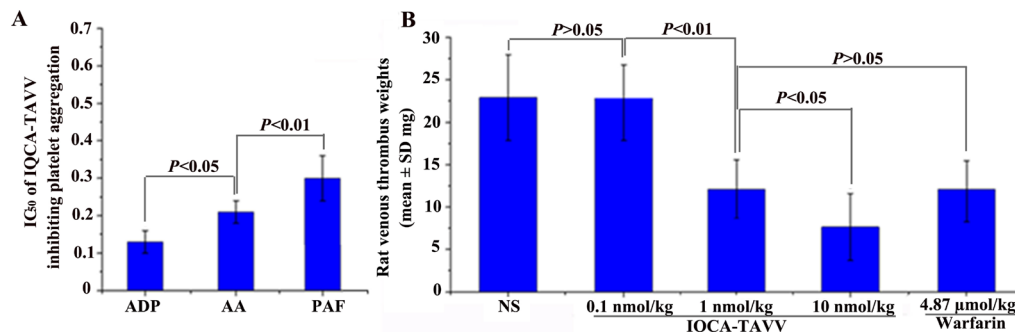 A
IC50 of IQCA-TAVV
inhibiting platelet aggregation
0.7
0.6
0.5
0.4
0.3
0.2
0.1
0
P<0.05
P<0.01
ADP AA PAF
B
Rat venous thrombus weights
(mean ± SD mg)
30
25
20
15
10
5
0
P>0.05
P<0.01
P>0.05
P<0.05
NS 0.1 nmol/kg 1 nmol/kg 10 nmol/kg 4.87 µmol/kg
IQCA-TAVV Warfarin